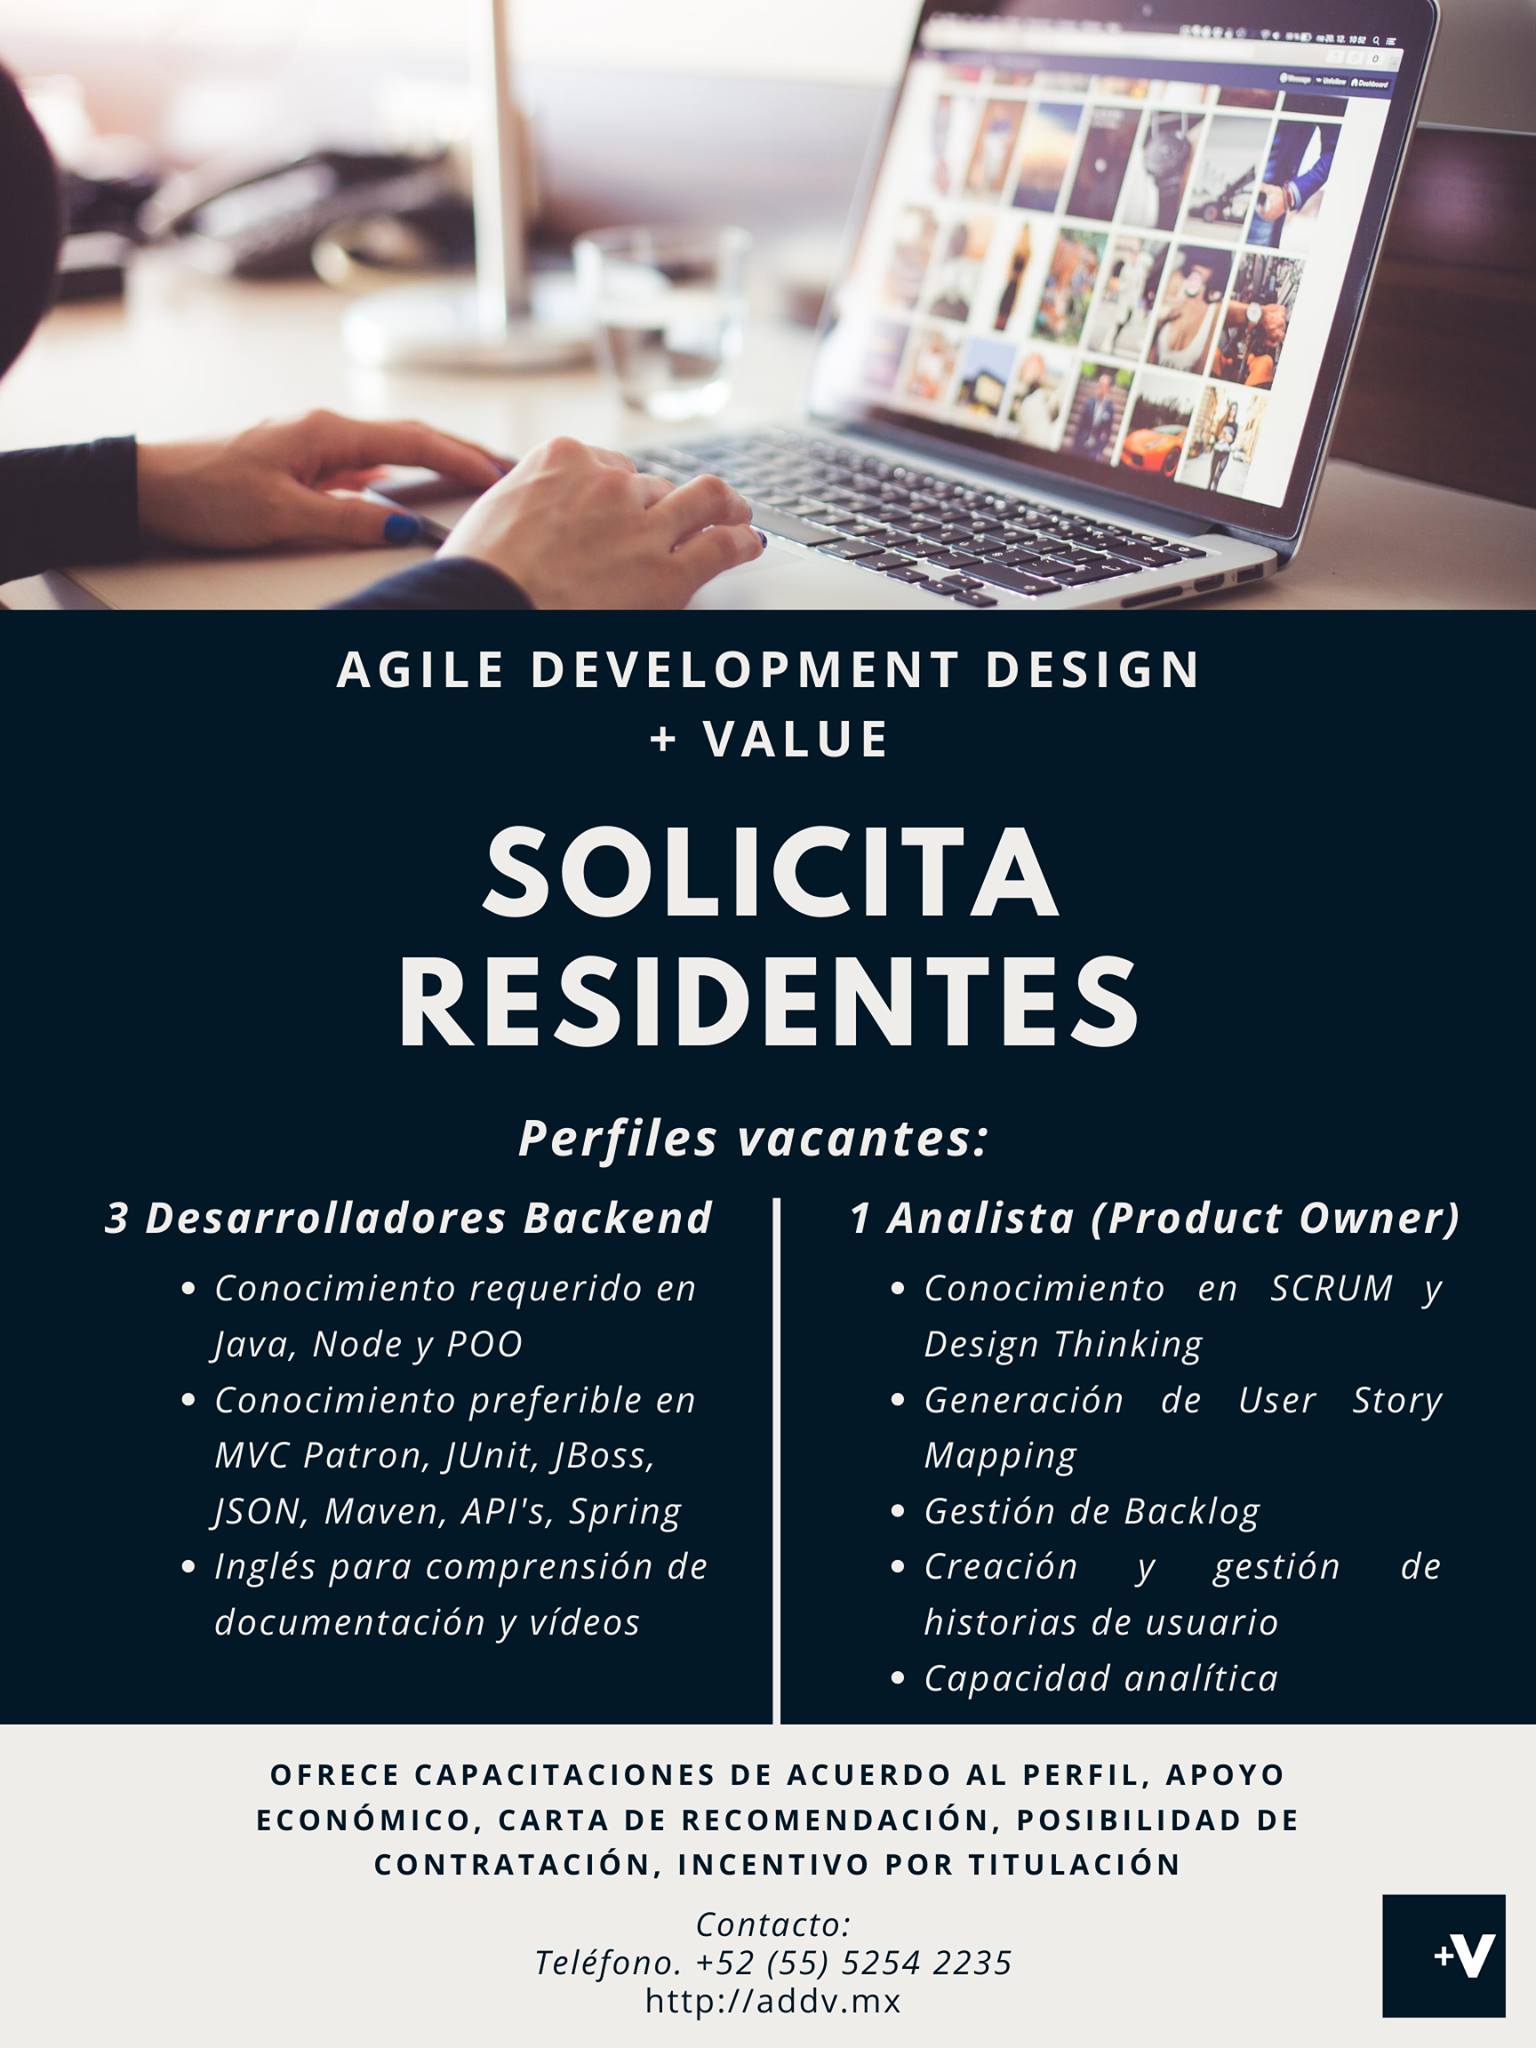 Message Unfollow Dashboard
AGILE DEVELOPMENT DESIGN
+ VALUE
SOLICITA
RESIDENTES
Perfiles vacantes:
3 Desarrolladores Backend
• Conocimiento requerido en
Java, Node y POO
• Conocimiento preferible en
MVC Patron, JUnit, JBoss,
JSON, Maven, API's, Spring
• Inglés para comprensión de
documentación y vídeos
1 Analista (Product Owner)
• Conocimiento en SCRUM y
Design Thinking
• Generación de User Story
Mapping
• Gestión de Backlog
• Creación y gestión de
historias de usuario
• Capacidad analítica
OFRECE CAPACITACIONES DE ACUERDO AL PERFIL, APOYO
ECONÓMICO, CARTA DE RECOMENDACIÓN, POSIBILIDAD DE
CONTRATACIÓN, INCENTIVO POR TITULACIÓN
Contacto:
Teléfono. +52 (55) 5254 2235
http://addv.mx
+V